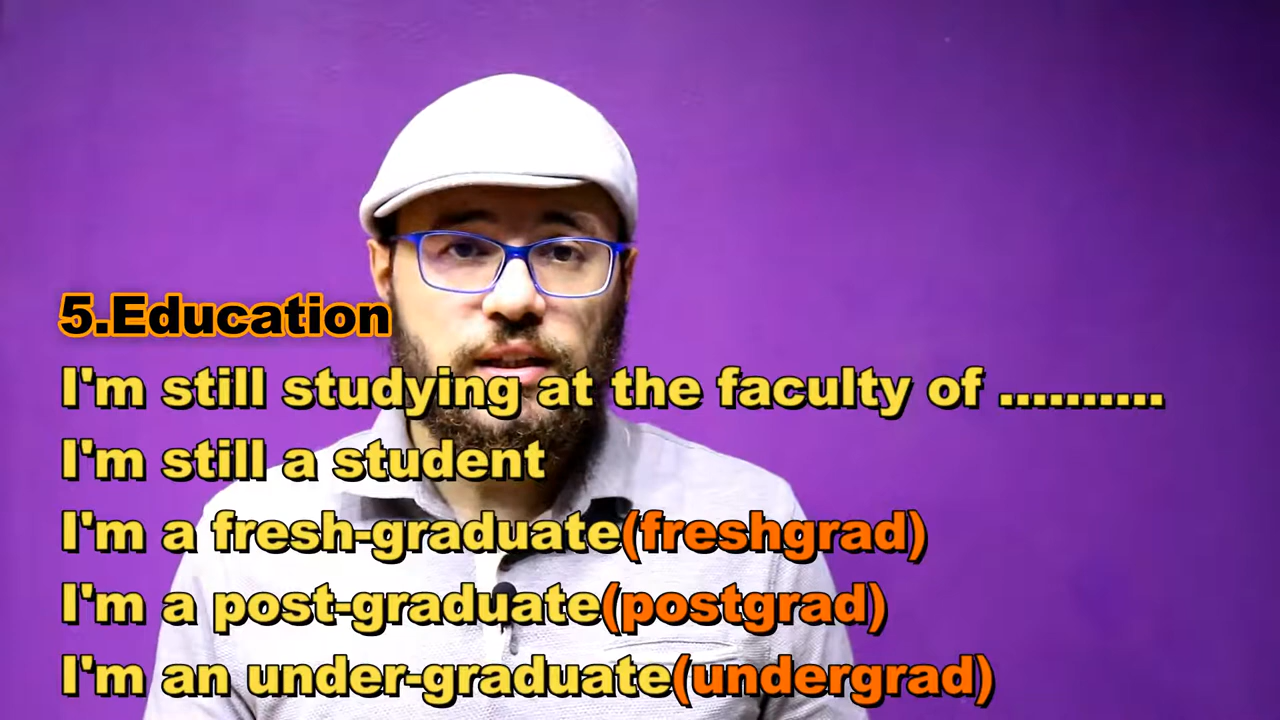 5.Education
I'm still studying at the faculty of ..........
I'm still a student
I'm a fresh-graduate(freshgrad)
I'm a post-graduate(postgrad)
I'm an under-graduate(undergrad)